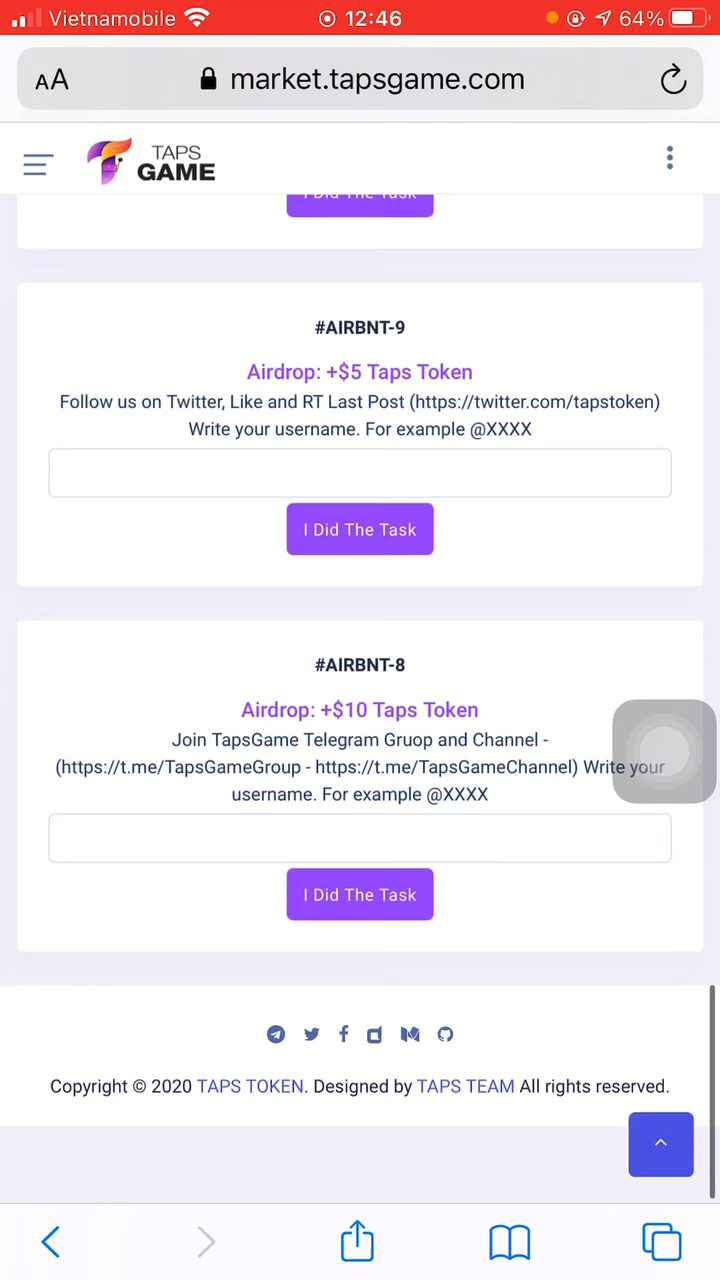 Vietnamobile 12:46 64%
AA market.tapsgame.com
TAPS
GAME
I Did The Task
#AIRBNT-9
Airdrop: +$5 Taps Token
Follow us on Twitter, Like and RT Last Post (https://twitter.com/tapstoken)
Write your username. For example @XXXX
I Did The Task
#AIRBNT-8
Airdrop: +$10 Taps Token
Join TapsGame Telegram Gruop and Channel -
(https://t.me/TapsGameGroup - https://t.me/TapsGameChannel) Write your
username. For example @XXXX
I Did The Task
Copyright © 2020 TAPS TOKEN. Designed by TAPS TEAM All rights reserved.